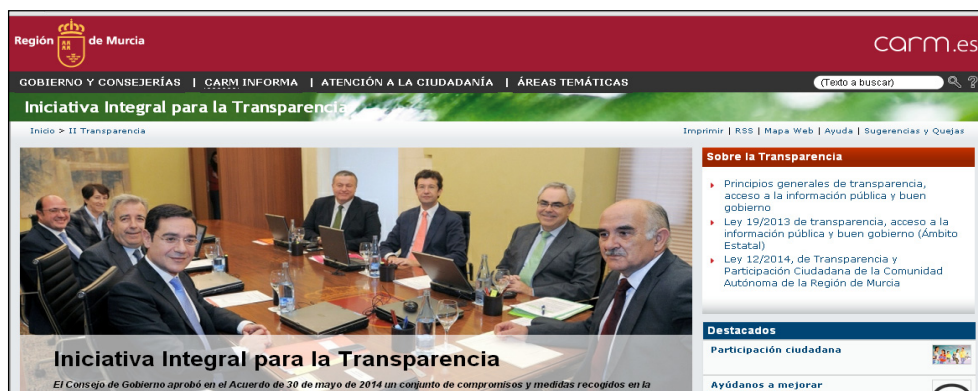 Región de Murcia
carm.es
GOBIERNO Y CONSEJERÍAS | CARM INFORMA | ATENCIÓN A LA CIUDADANÍA | ÁREAS TEMÁTICAS (Texto a buscar) ?
Iniciativa Integral para la Transparencia
Inicio > II Transparencia Imprimir | RSS | Mapa Web | Ayuda | Sugerencias y Quejas
Iniciativa Integral para la Transparencia
El Consejo de Gobierno aprobó en el Acuerdo de 30 de mayo de 2014 un conjunto de compromisos y medidas recogidos en la
Sobre la Transparencia
Principios generales de transparencia,
acceso a la información pública y buen
gobierno
Ley 19/2013 de transparencia, acceso a la
información pública y buen gobierno (Ámbito
Estatal)
Ley 12/2014, de Transparencia y
Participación Ciudadana de la Comunidad
Autónoma de la Región de Murcia
Destacados
Participación ciudadana
Ayúdanos a mejorar